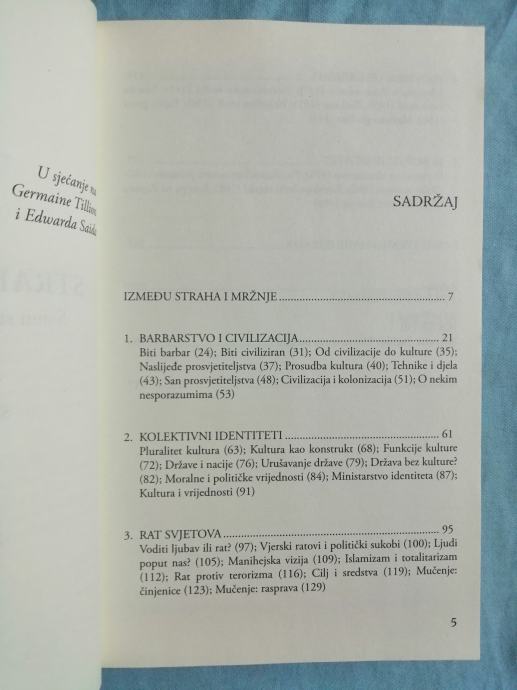 U sjećanje na
Germaine Tillion
i Edwarda Saida
SADRŽAJ
IZMEĐU STRAHA I MRŽNJE ........................................................ 7
1. BARBARSTVO I CIVILIZACIJA............................................... 21
Biti barbar (24); Biti civiliziran (31); Od civilizacije do kulture (35);
Naslijeđe prosvjetiteljstva (37); Prosudba kultura (40); Tehnike i djela
(43); San prosvjetiteljstva (48); Civilizacija i kolonizacija (51); O nekim
nesporazumima (53)
2. KOLEKTIVNI IDENTITETI .................................................... 61
Pluralitet kultura (63); Kultura kao konstrukt (68); Funkcije kulture
(72); Države i nacije (76); Urušavanje države (79); Država bez kulture?
(82); Moralne i političke vrijednosti (84); Ministarstvo identiteta (87);
Kultura i vrijednosti (91)
3. RAT SVJETOVA........................................................................ 95
Voditi ljubav ili rat? (97); Vjerski ratovi i politički sukobi (100); Ljudi
poput nas? (105); Manihejska vizija (109); Islamizam i totalitarizam
(112); Rat protiv terorizma (116); Cilj i sredstva (119); Mučenje:
činjenice (123); Mučenje: rasprava (129)
5